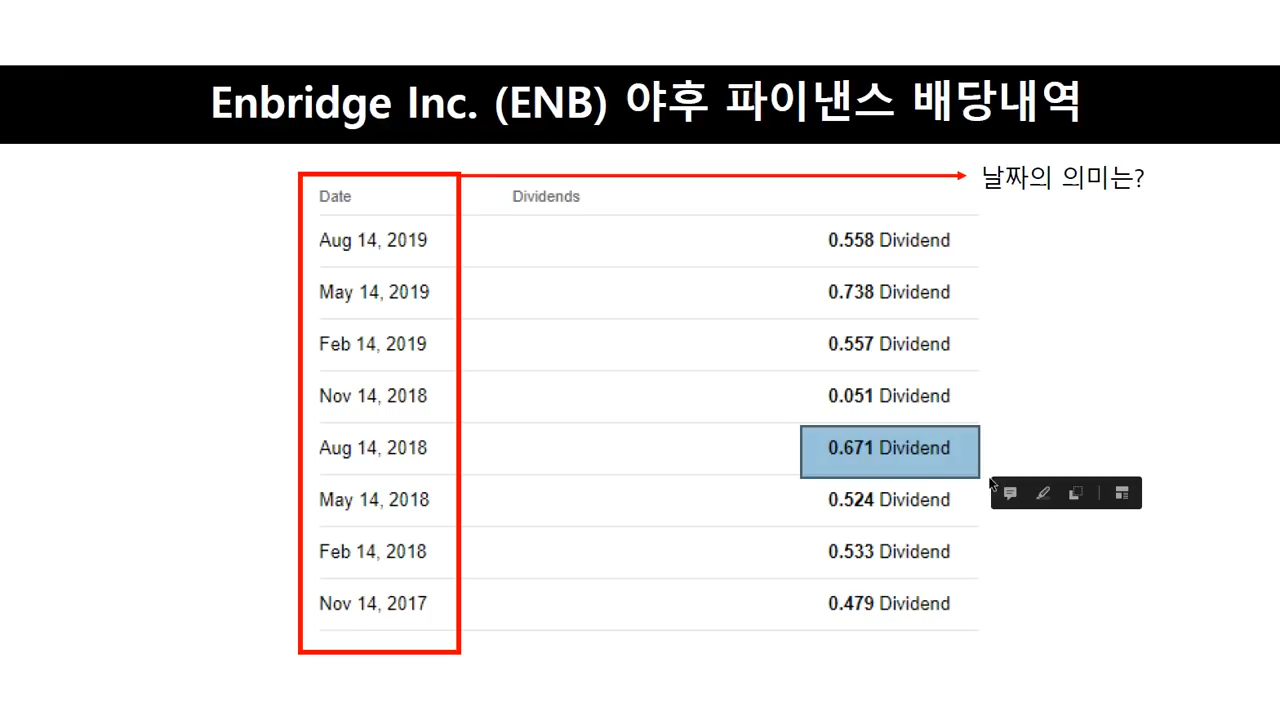 Enbridge Inc. (ENB) 야후 파이낸스 배당내역
날짜의 의미는?
Date Dividends
Aug 14, 2019 0.558 Dividend
May 14, 2019 0.738 Dividend
Feb 14, 2019 0.557 Dividend
Nov 14, 2018 0.051 Dividend
Aug 14, 2018 0.671 Dividend
May 14, 2018 0.524 Dividend
Feb 14, 2018 0.533 Dividend
Nov 14, 2017 0.479 Dividend